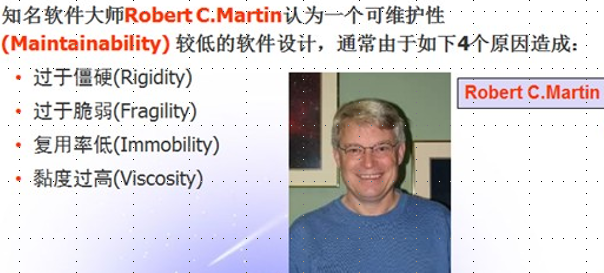 知名软件大师Robert C.Martin认为一个可维护性
(Maintainability) 较低的软件设计，通常由于如下4个原因造成：
• 过于僵硬(Rigidity)
• 过于脆弱(Fragility)
• 复用率低(Immobility)
• 黏度过高(Viscosity)
Robert C.Martin